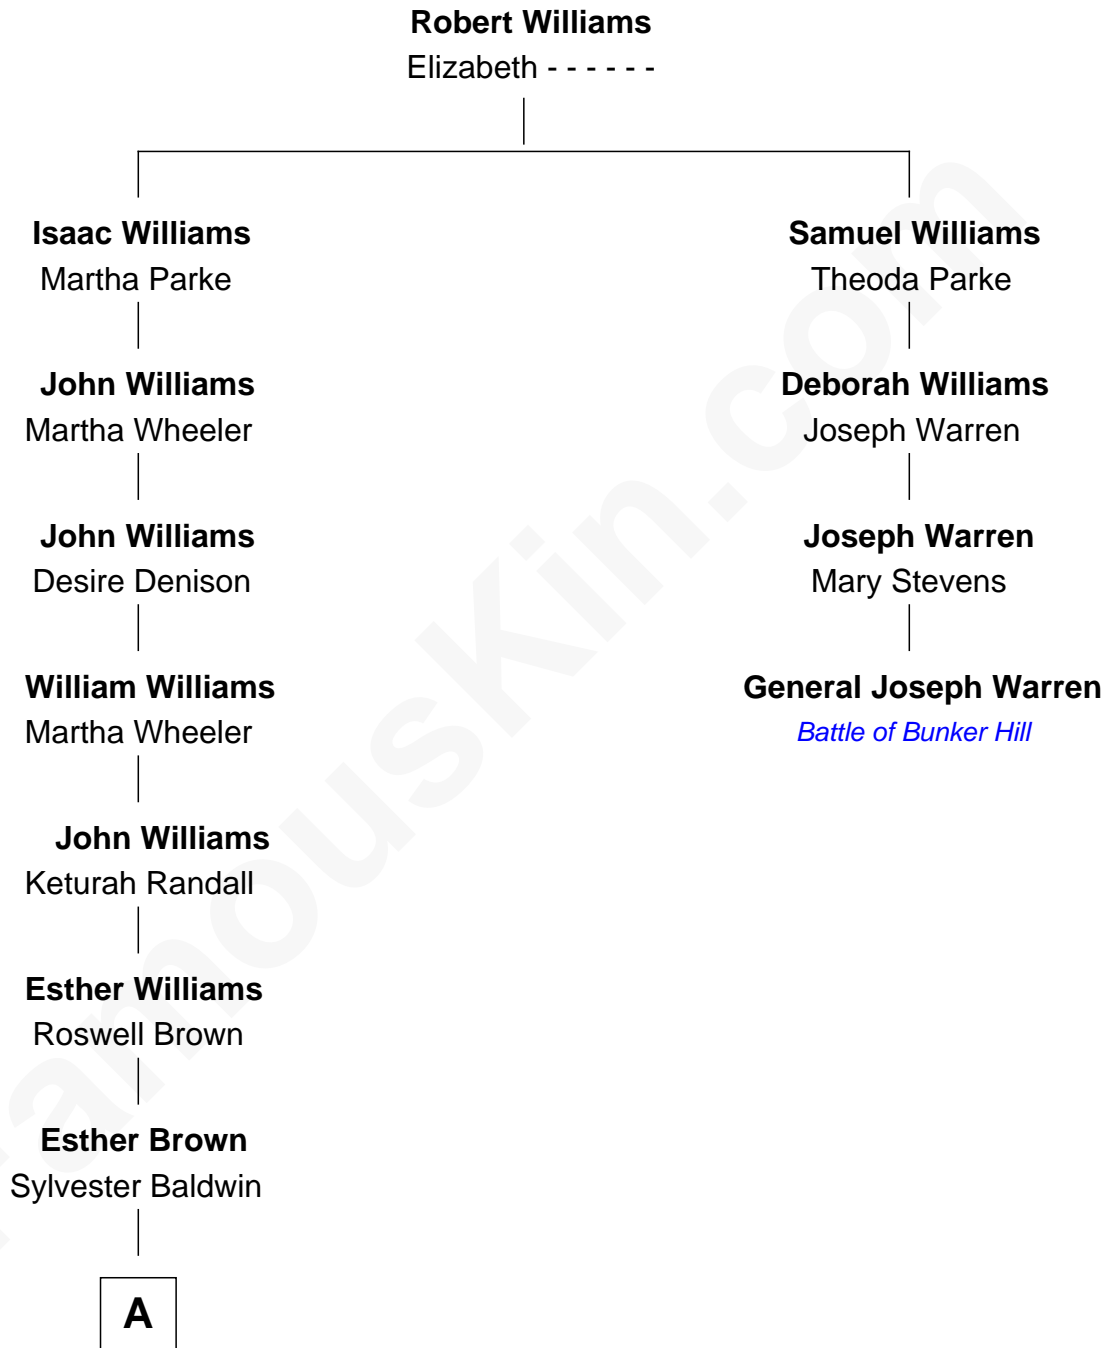 Robert Williams
Elizabeth - - - - - -
Isaac Williams
Martha Parke
Samuel Williams
Theoda Parke
John Williams
Martha Wheeler
Deborah Williams
Joseph Warren
John Williams
Desire Denison
Joseph Warren
Mary Stevens
William Williams
Martha Wheeler
General Joseph Warren
Battle of Bunker Hill
John Williams
Keturah Randall
Esther Williams
Roswell Brown
Esther Brown
Sylvester Baldwin
A
FamousKin.com